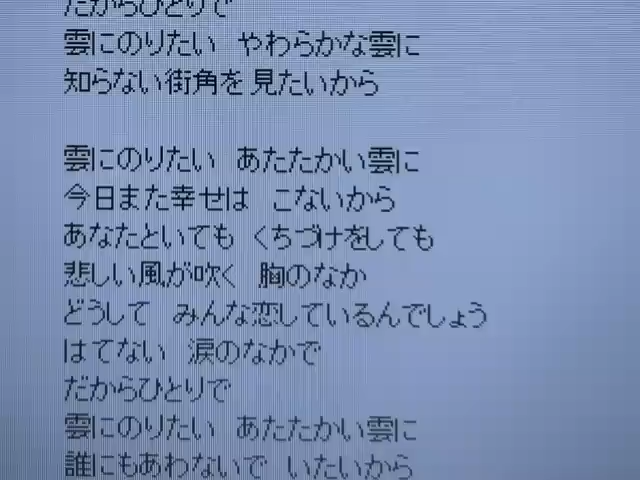 だからひとりで
雲にのりたい　やわらかな雲に
知らない街角を 見たいから
雲にのりたい　あたたかい雲に
今日また幸せは　こないから
あなたといても　くちづけをしても
悲しい風が吹く　胸のなか
どうして　みんな恋しているんでしょう
はてない　涙のなかで
だからひとりで
雲にのりたい　あたたかい雲に
誰にもあわないで　いたいから